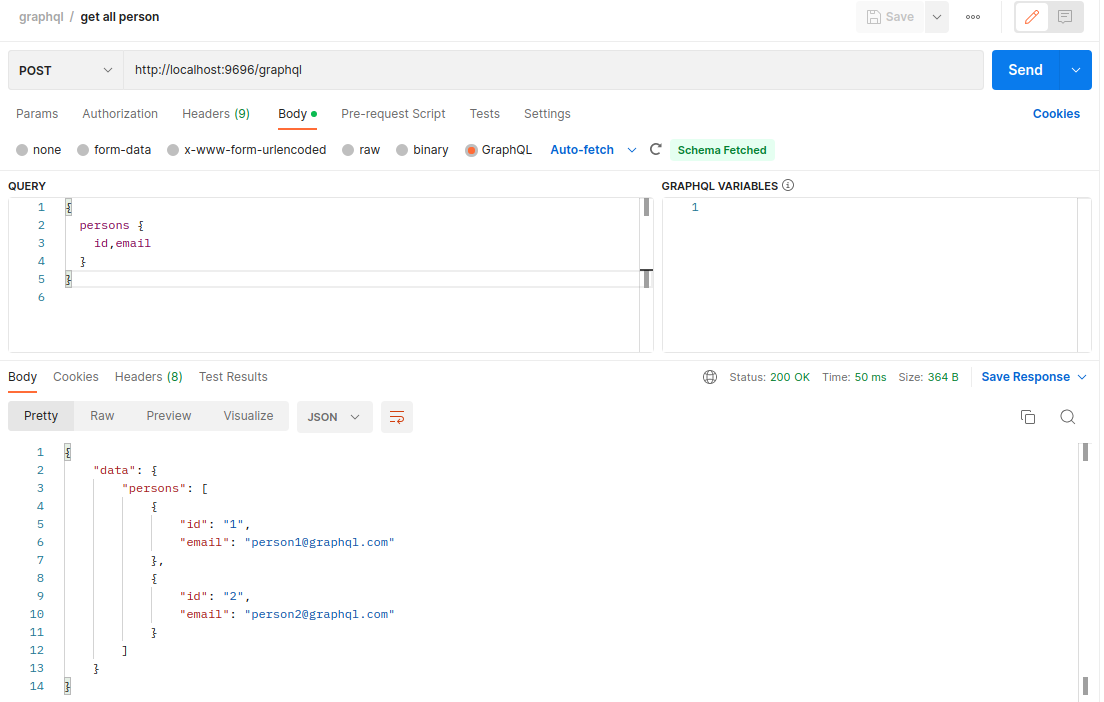 graphql / get all person
Save
POST
http://localhost:9696/graphql
Send
Params Authorization Headers (9) Body Pre-request Script Tests Settings Cookies
none form-data x-www-form-urlencoded raw binary GraphQL Auto-fetch Schema Fetched
QUERY
1 {
2 persons {
3 id,email
4 }
5 }
6
GRAPHQL VARIABLES
1
Body Cookies Headers (8) Test Results Status: 200 OK Time: 50 ms Size: 364 B Save Response
Pretty Raw Preview Visualize JSON
1 {
2 "data": {
3 "persons": [
4 {
5 "id": "1",
6 "email": "person1@graphql.com"
7 },
8 {
9 "id": "2",
10 "email": "person2@graphql.com"
11 }
12 ]
13 }
14 }